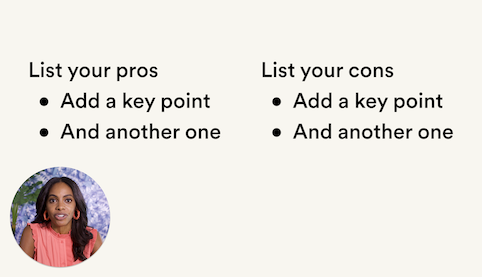 List your pros
• Add a key point
• And another one
List your cons
• Add a key point
• And another one